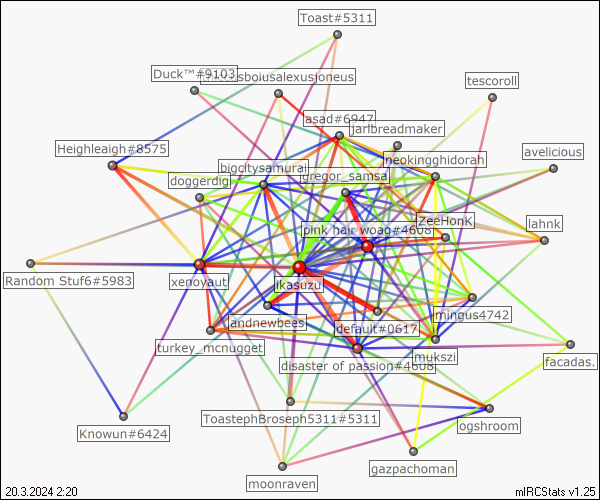 Toast#5311
Duck™#9103
boiusalexusjoneus
tescoroll
asad#6947
jarlbreadmaker
Heighleaigh#8575
avelicious
neokingghidorah
bigcitysamurai
gregor_samsa
doggerdig
ZeeHonk
lahnk
pink hair woag#4608
Random Stuf6#5983
xenoyaut
ikasuzu
mingus4742
landnewbees
default#0617
turkey_mcnugget
mukszi
disaster of passion#4608
facadas.
ToastephBroseph5311#5311
ogshroom
Knowun#6424
gazpachoman
moonraven
20.3.2024 2:20
mIRCStats v1.25